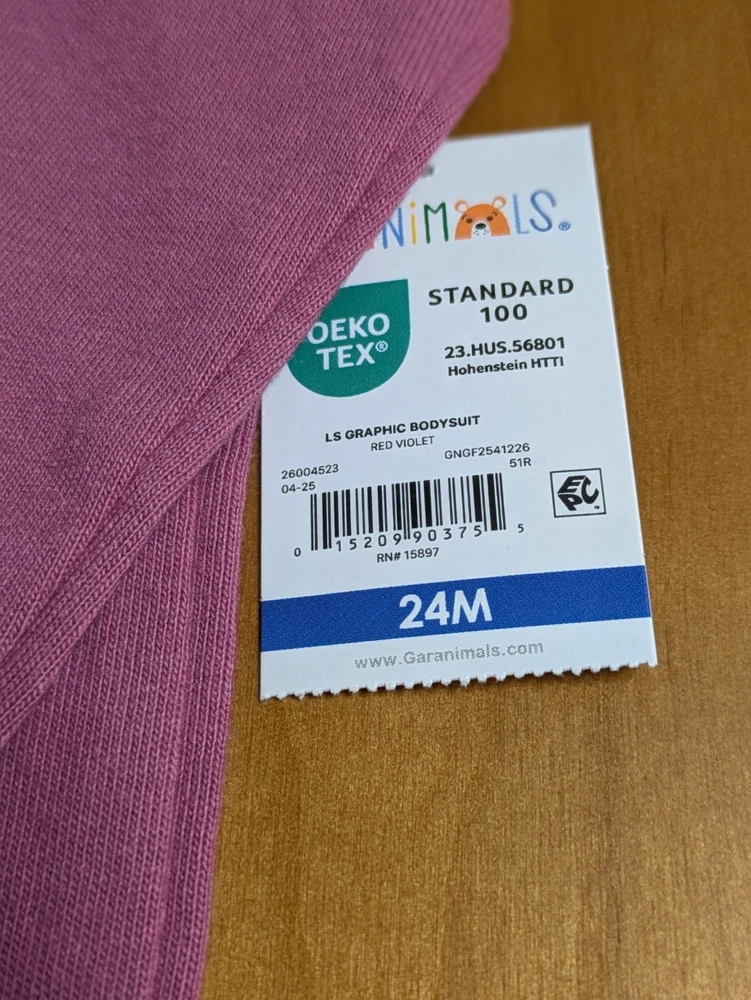 NiMALS®
OEKO
TEX®
STANDARD
100
23.HUS.56801
Hohenstein HTTI
LS GRAPHIC BODYSUIT
RED VIOLET
26004523
GNGF2541226
04-25
51R
EPC
0 15209 90375 5
RN# 15897
24M
www.Garanimals.com